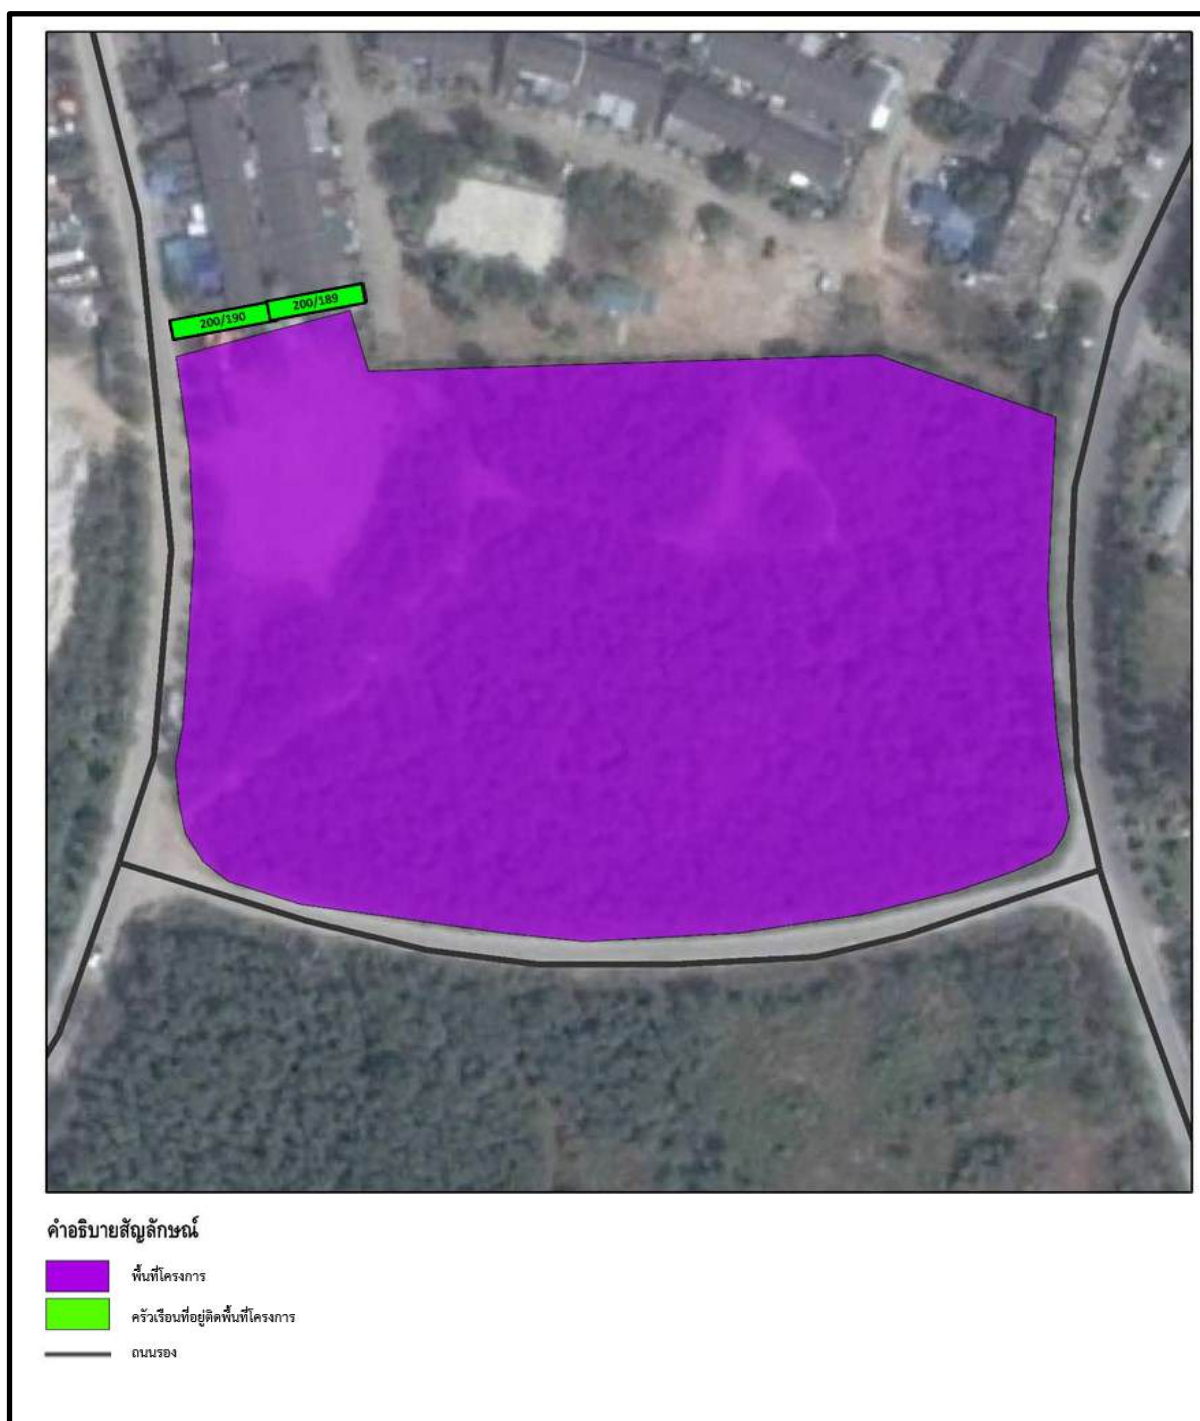 200/190 200/189
คำอธิบายสัญลักษณ์
พื้นที่โครงการ
ครัวเรือนที่อยู่ติดพื้นที่โครงการ
ถนนรอง